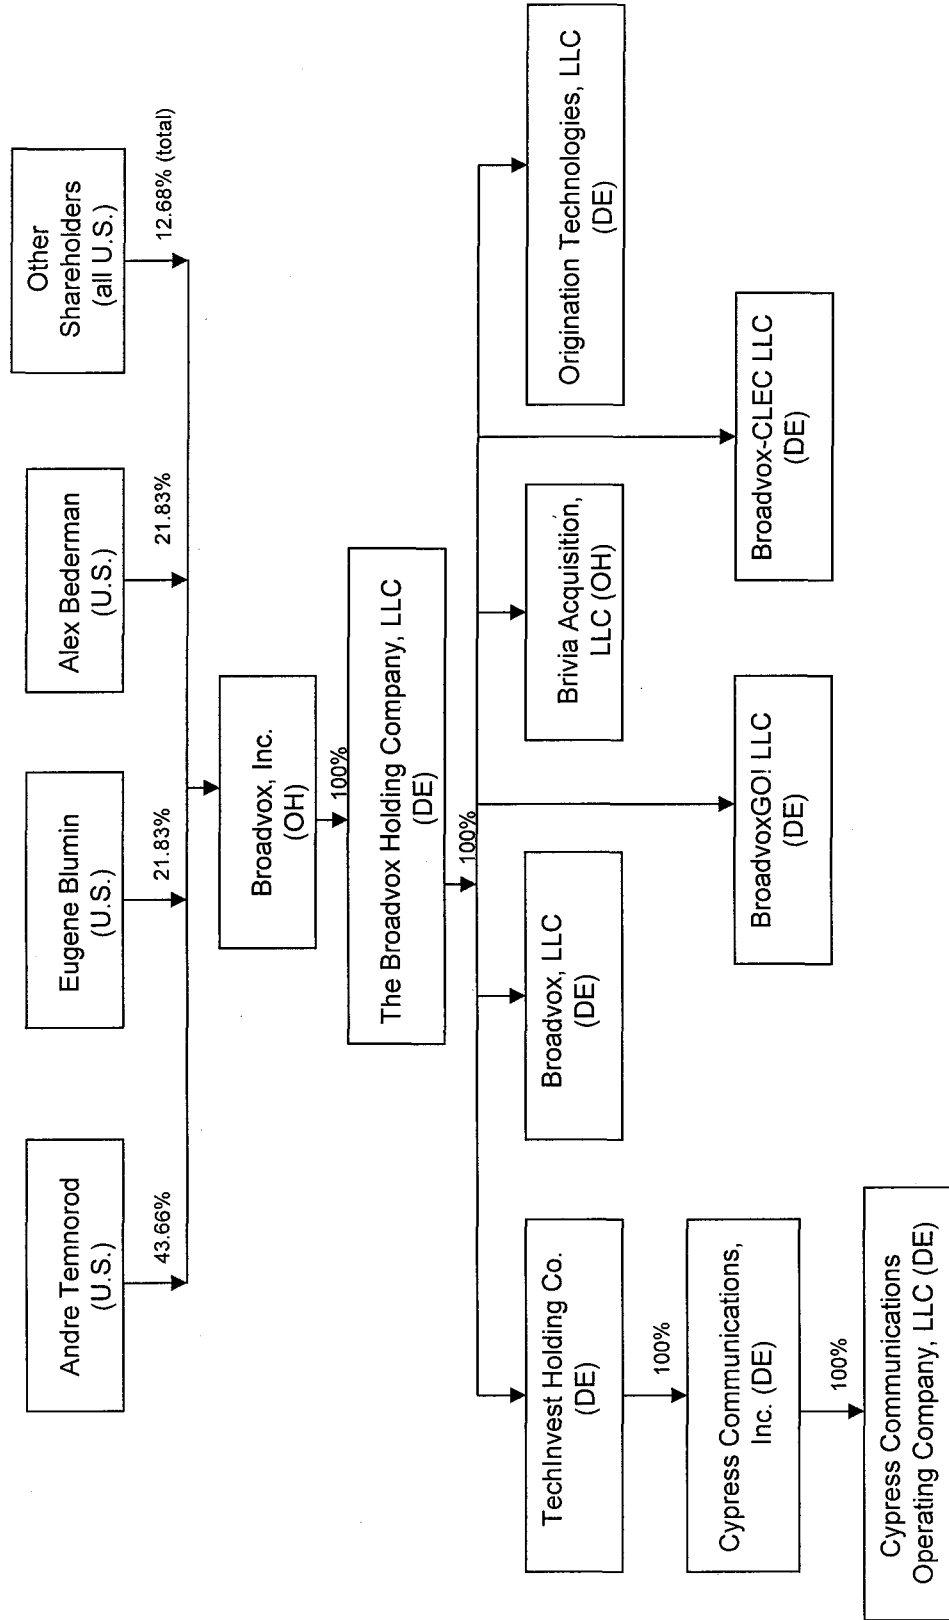 Andre Temnorod
(U.S.)
43.66%
Eugene Blumin
(U.S.)
21.83%
Alex Bederman
(U.S.)
21.83%
Other
Shareholders
(all U.S.)
12.68% (total)
Broadvox, Inc.
(OH)
100%
The Broadvox Holding Company, LLC
(DE)
100%
TechInvest Holding Co.
(DE)
Broadvox, LLC
(DE)
Brivia Acquisition,
LLC (OH)
Origination Technologies, LLC
(DE)
100%
Cypress Communications,
Inc. (DE)
BroadvoxGO! LLC
(DE)
Broadvox-CLEC LLC
(DE)
100%
Cypress Communications
Operating Company, LLC (DE)